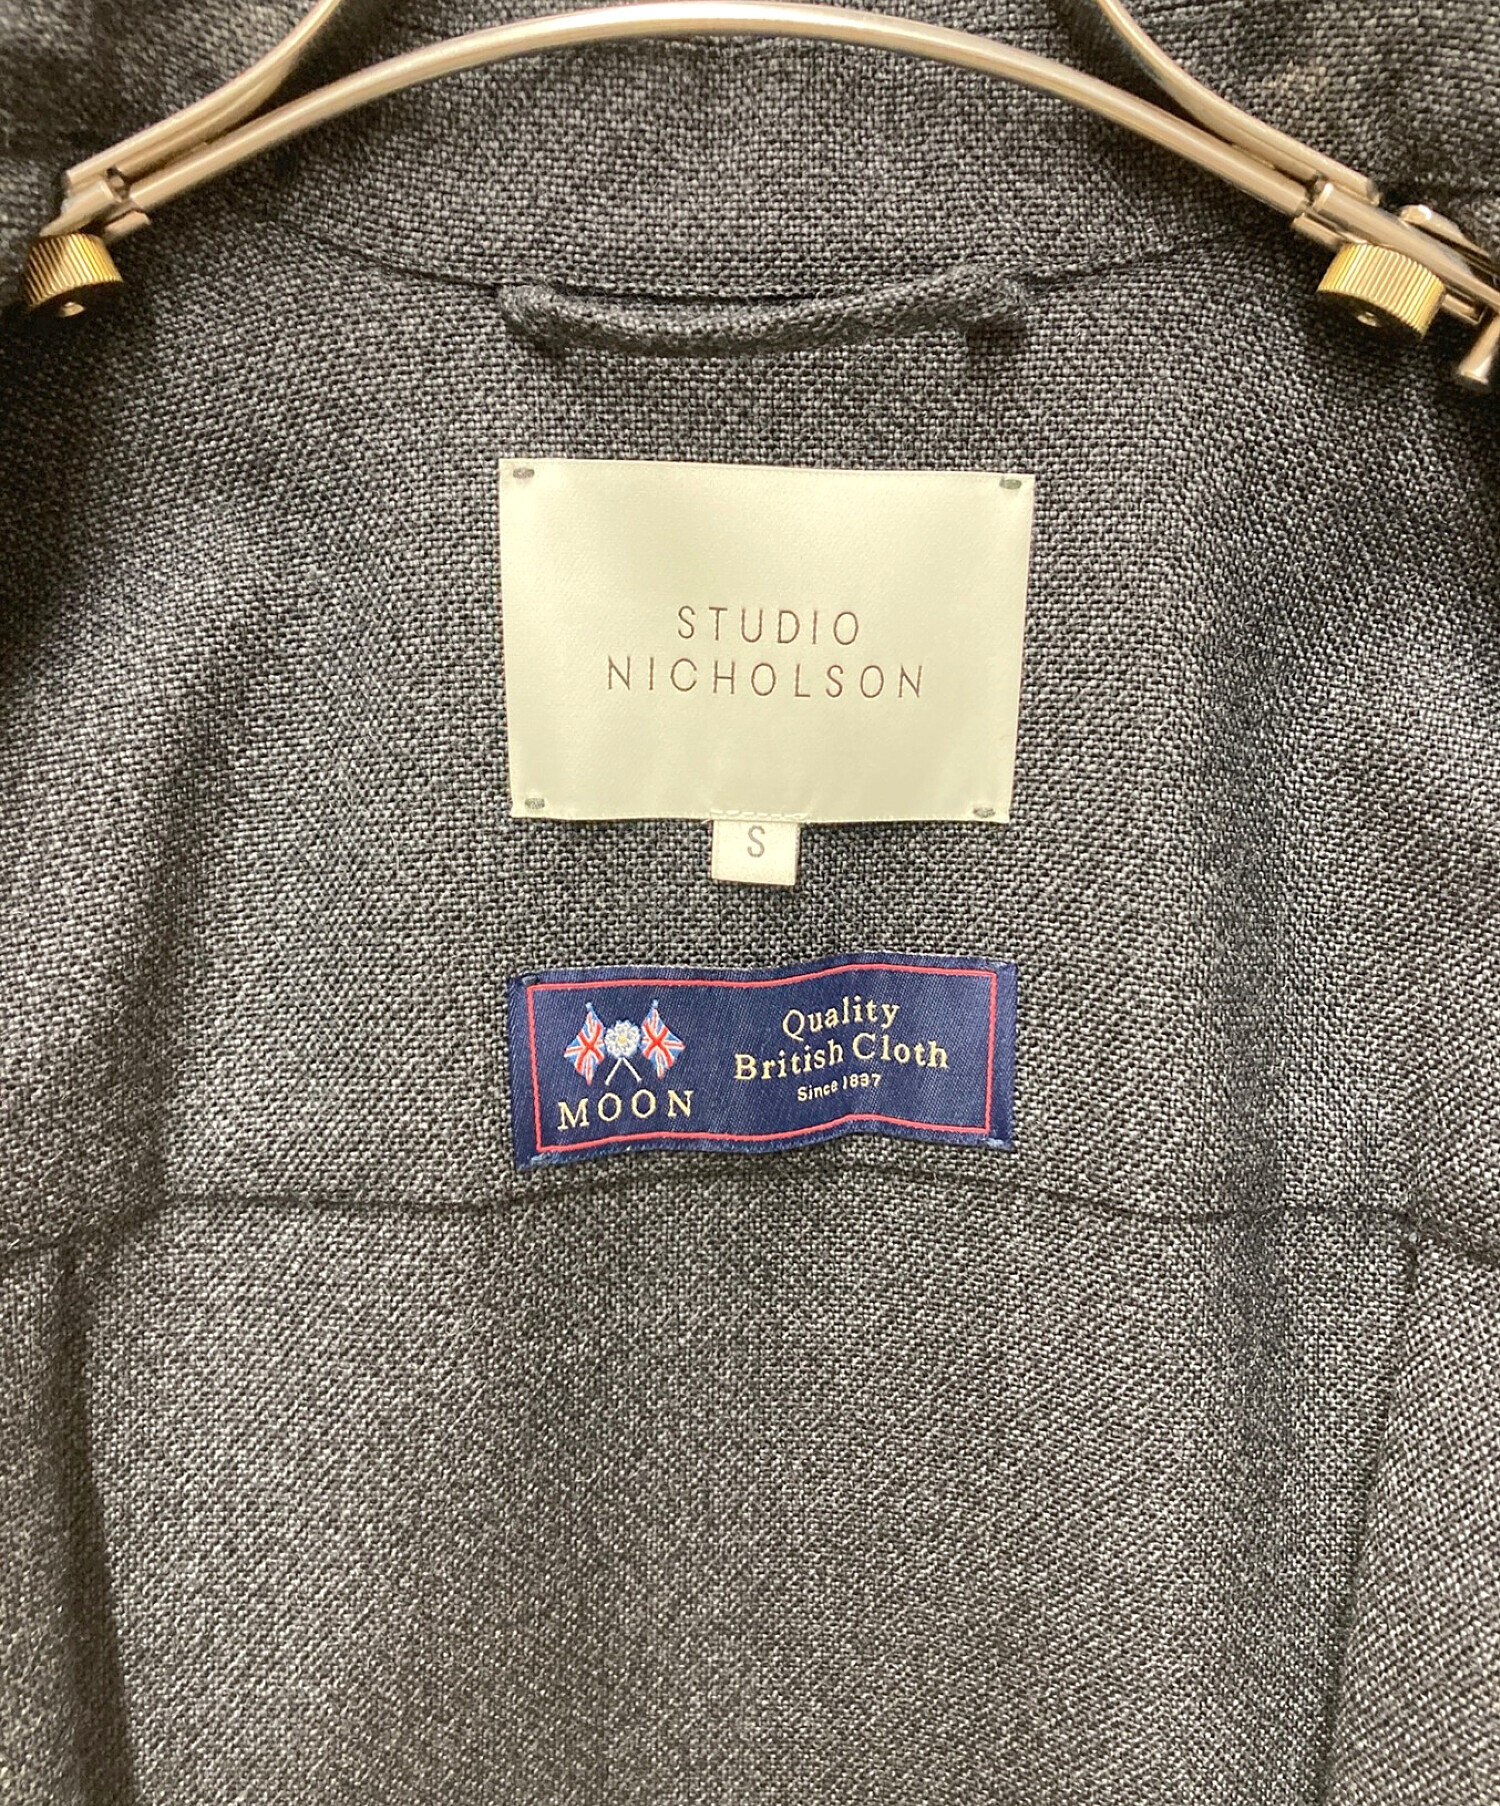 STUDIO
NICHOLSON
S
MOON
Quality
British Cloth
Since 1837